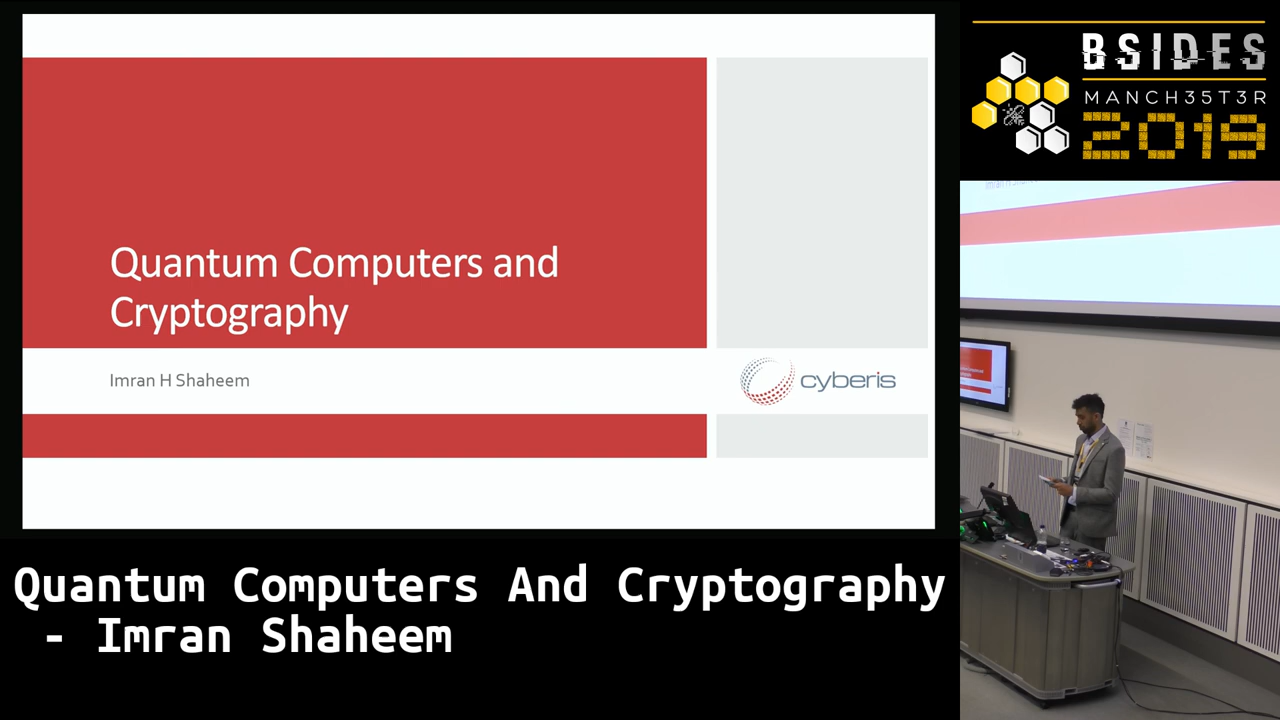 Quantum Computers and
Cryptography
Imran H Shaheem
cyberis
BSIDES
MANCH35T3R
2019
Quantum Computers And Cryptography
- Imran Shaheem